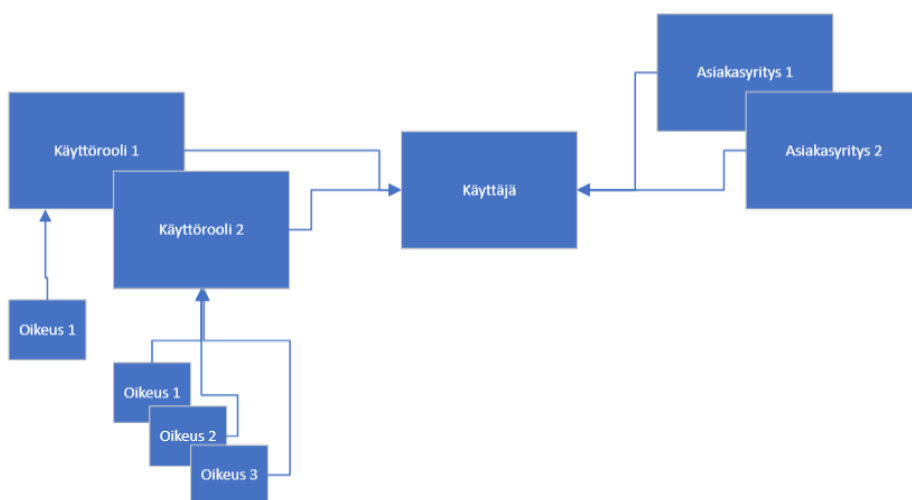 Asiakasyritys 1
Käyttörooli 1
Asiakasyritys 2
Käyttäjä
Käyttörooli 2
Oikeus 1
Oikeus 1
Oikeus 2
Oikeus 3